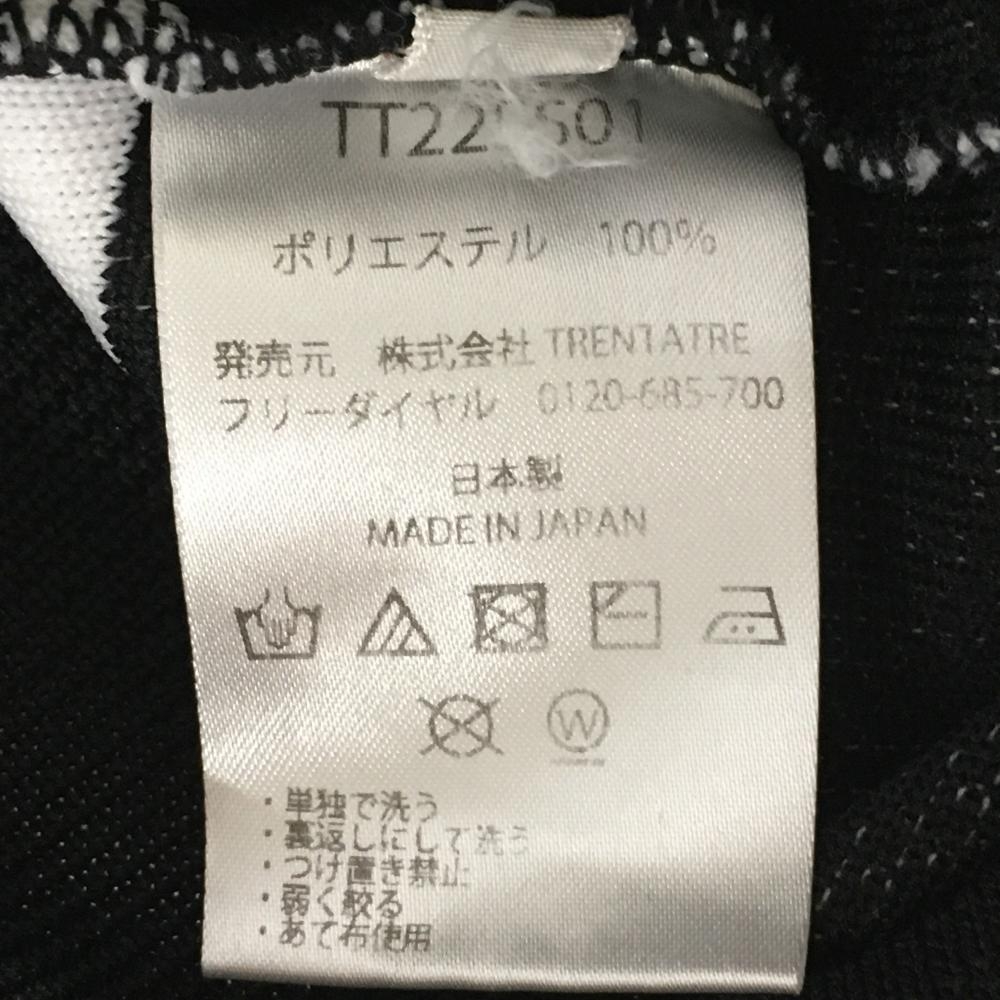 ポリエステル 100%
発売元 株式会社 TRENTATRE
フリーダイヤル 0120-685-700
日本製
MADE IN JAPAN
W
・単独で洗う
・裏返しにして洗う
・つけ置き禁止
・弱く絞る
・あて布使用